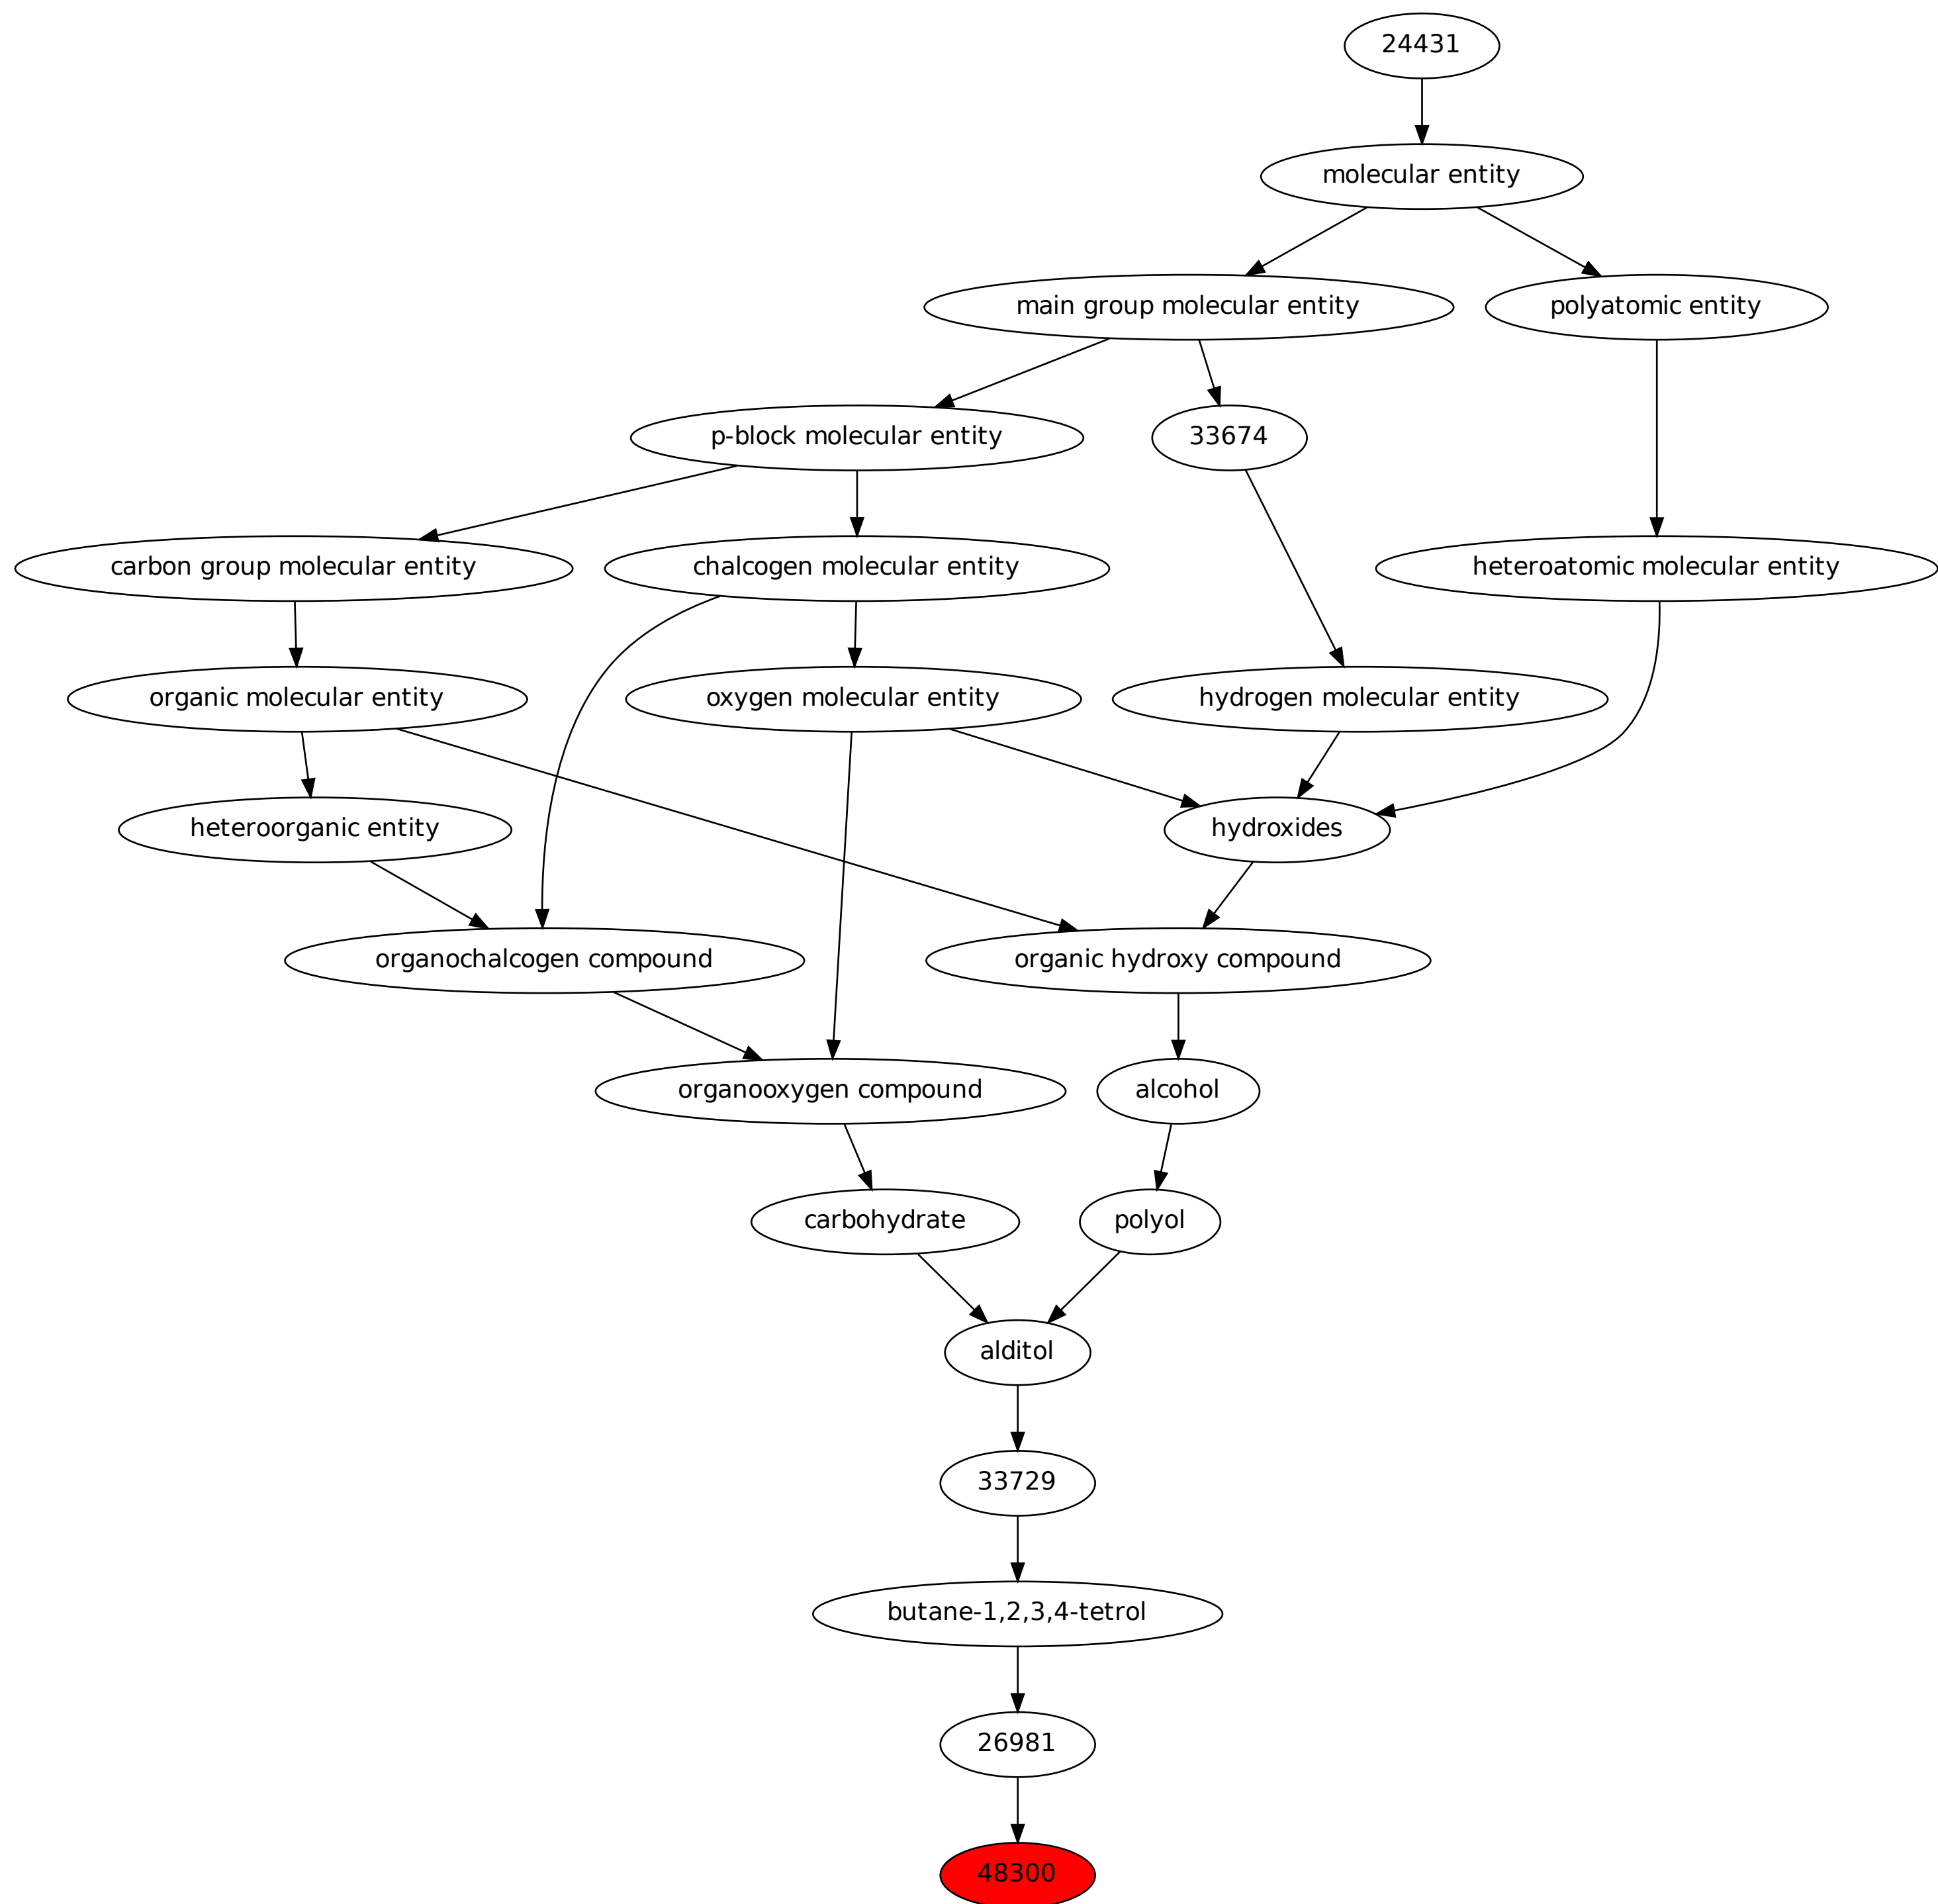 24431
molecular entity
main group molecular entity
polyatomic entity
p-block molecular entity
33674
carbon group molecular entity
chalcogen molecular entity
heteroatomic molecular entity
organic molecular entity
oxygen molecular entity
hydrogen molecular entity
heteroorganic entity
hydroxides
organochalcogen compound
organic hydroxy compound
organooxygen compound
alcohol
carbohydrate
polyol
alditol
33729
butane-1,2,3,4-tetrol
26981
48300